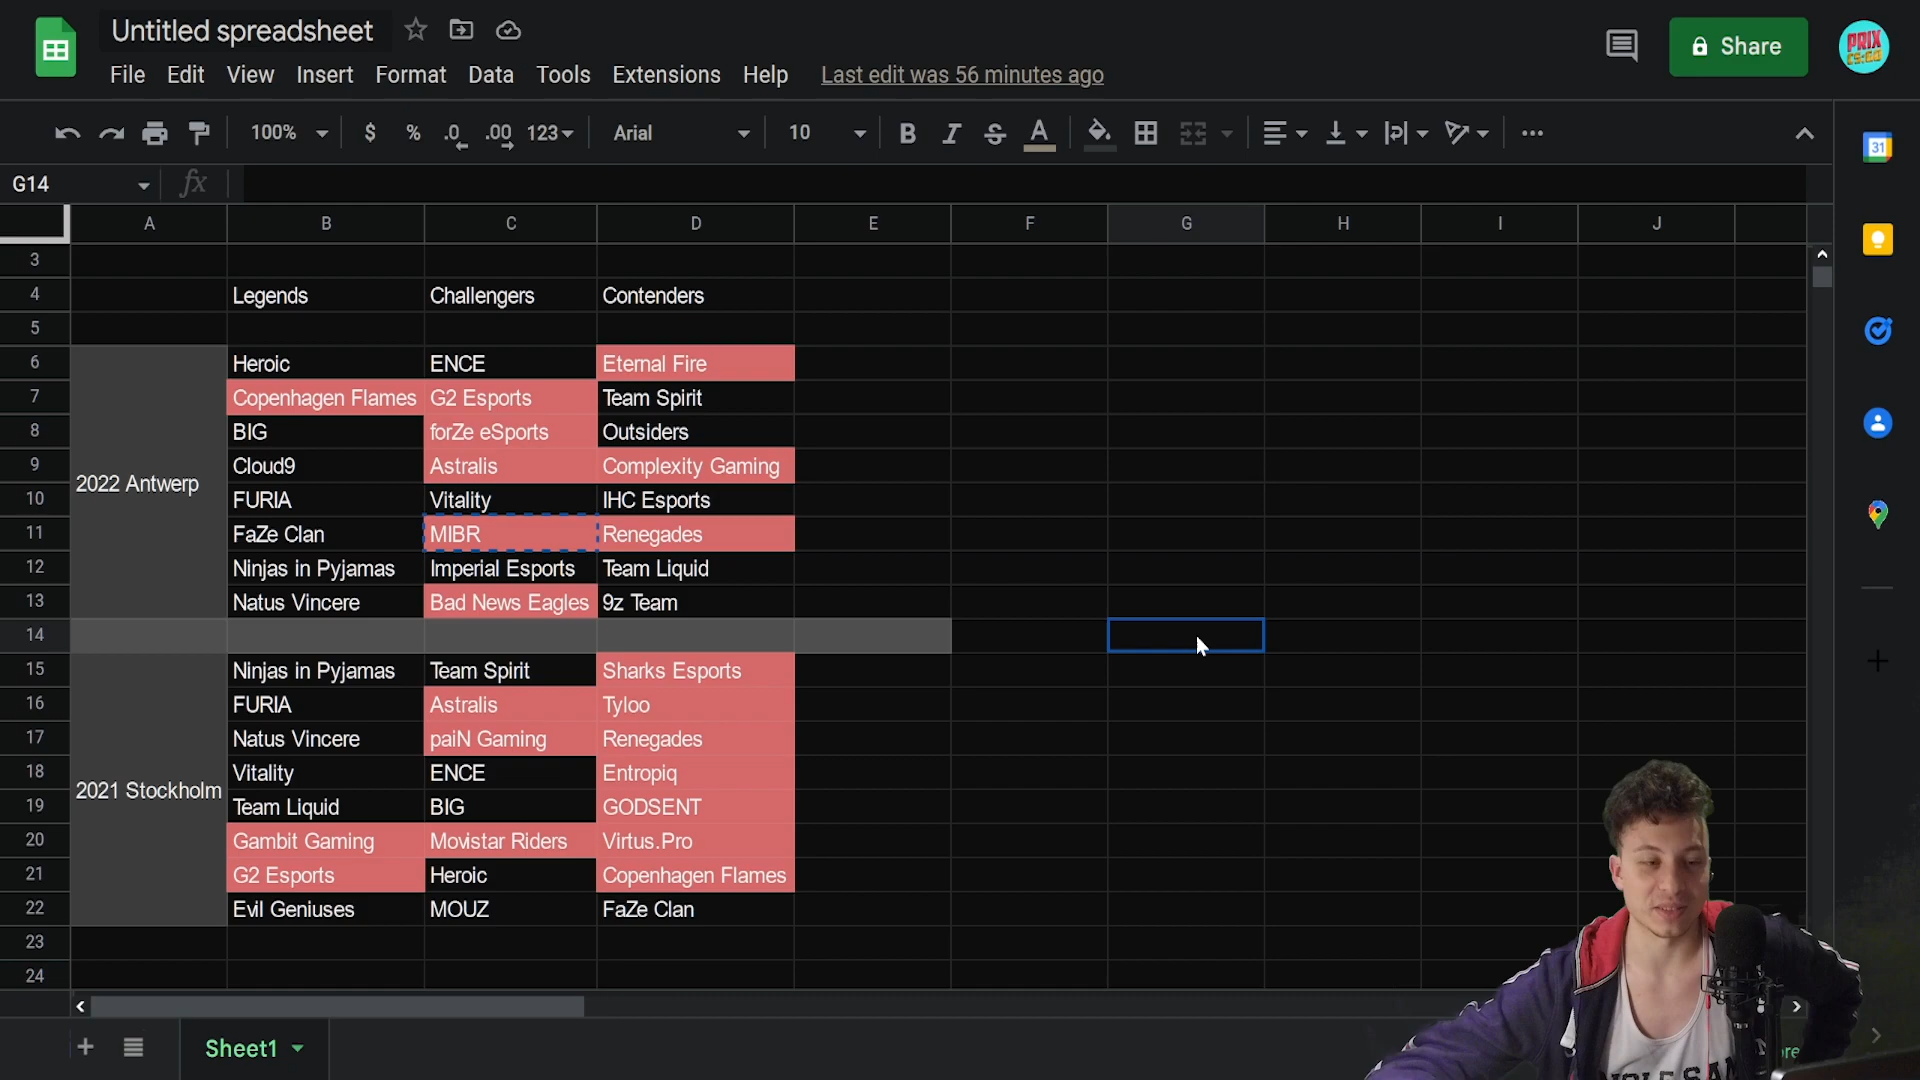 Untitled spreadsheet
Share
PRIX
CS:GO
File Edit View Insert Format Data Tools Extensions Help Last edit was 56 minutes ago
100% $ % .0 .00 123 Arial 10 B I S A
31
G14 fx
A B C D E F G H I J
3
4 Legends Challengers Contenders
5
6 Heroic ENCE Eternal Fire
7 Copenhagen Flames G2 Esports Team Spirit
8 BIG forZe eSports Outsiders
9 Cloud9 Astralis Complexity Gaming
2022 Antwerp
10 FURIA Vitality IHC Esports
11 FaZe Clan MIBR Renegades
12 Ninjas in Pyjamas Imperial Esports Team Liquid
13 Natus Vincere Bad News Eagles 9z Team
14
15 Ninjas in Pyjamas Team Spirit Sharks Esports
16 FURIA Astralis Tyloo
17 Natus Vincere paiN Gaming Renegades
18 Vitality ENCE Entropiq
2021 Stockholm
19 Team Liquid BIG GODSENT
20 Gambit Gaming Movistar Riders Virtus.Pro
21 G2 Esports Heroic Copenhagen Flames
22 Evil Geniuses MOUZ FaZe Clan
23
24
Sheet1